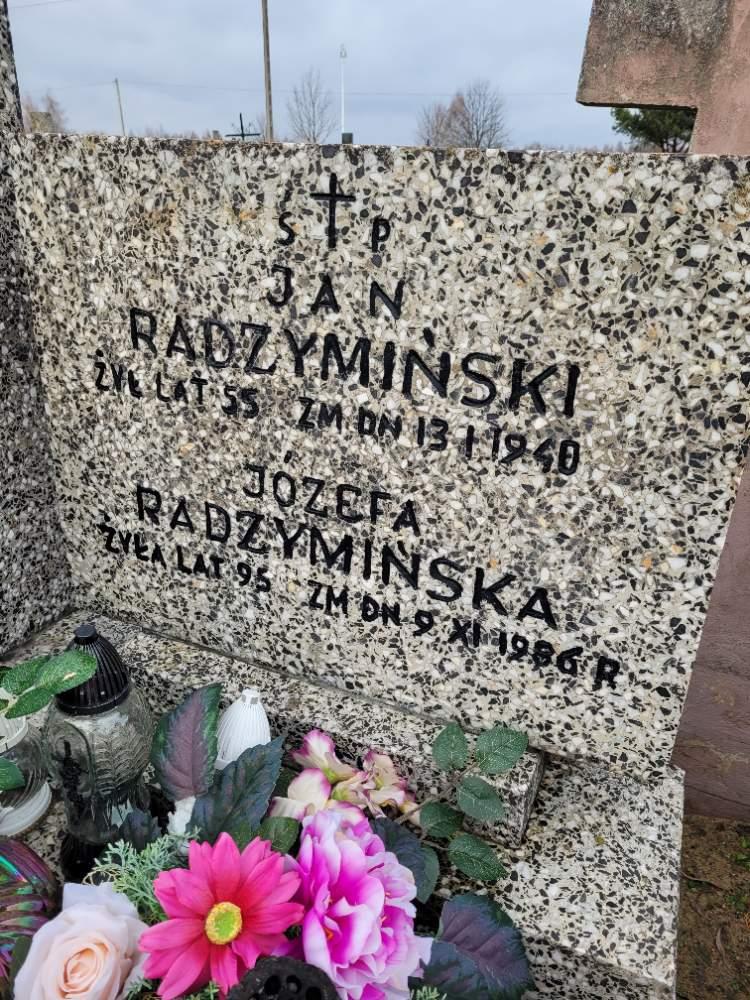 S P
JAN
RADZYMIŃSKI
ŻYŁ LAT 55 ZM DN 13 I 1940
JÓZEFA
RADZYMIŃSKA
ŻYŁA LAT 95 ZM DN 9 XI 1986 R